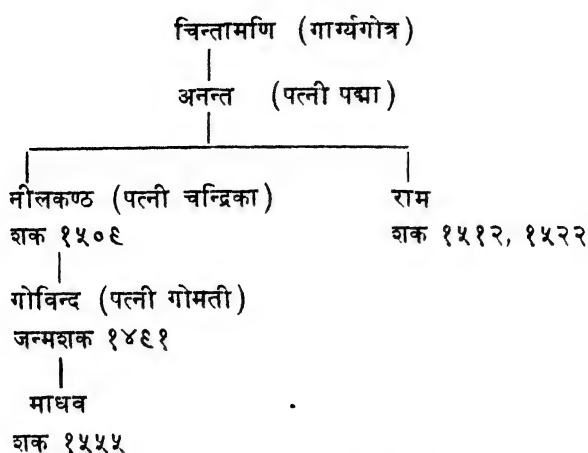 चिन्तामणि (गार्ग्यगोत्र)
अनन्त (पत्नी पद्मा)
नीलकण्ठ (पत्नी चन्द्रिका) राम
शक १५०९ शक १५१२, १५२२
गोविन्द (पत्नी गोमती)
जन्मशक १४९१
माधव
शक १५५५